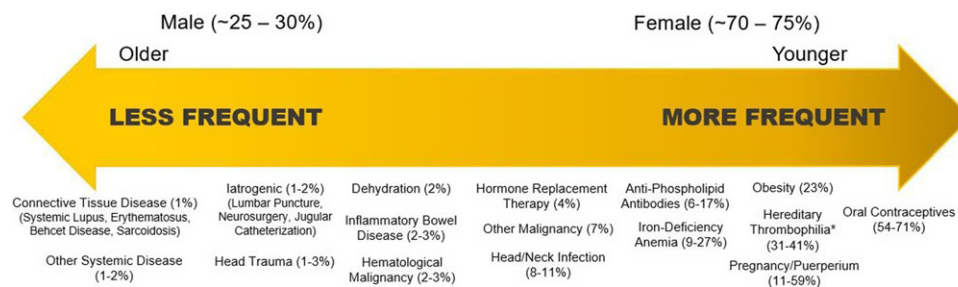 Male (~25 – 30%)
Female (~70 – 75%)
Older
Younger
LESS FREQUENT
MORE FREQUENT
Connective Tissue Disease (1%)
(Systemic Lupus, Erythematosus,
Behcet Disease, Sarcoidosis)
Other Systemic Disease
(1-2%)
Iatrogenic (1-2%)
(Lumbar Puncture,
Neurosurgery, Jugular
Catheterization)
Head Trauma (1-3%)
Dehydration (2%)
Inflammatory Bowel
Disease (2-3%)
Hematological
Malignancy (2-3%)
Hormone Replacement
Therapy (4%)
Other Malignancy (7%)
Head/Neck Infection
(8-11%)
Anti-Phospholipid
Antibodies (6-17%)
Iron-Deficiency
Anemia (9-27%)
Obesity (23%)
Hereditary
Thrombophilia*
(31-41%)
Pregnancy/Puerperium
(11-59%)
Oral Contraceptives
(54-71%)